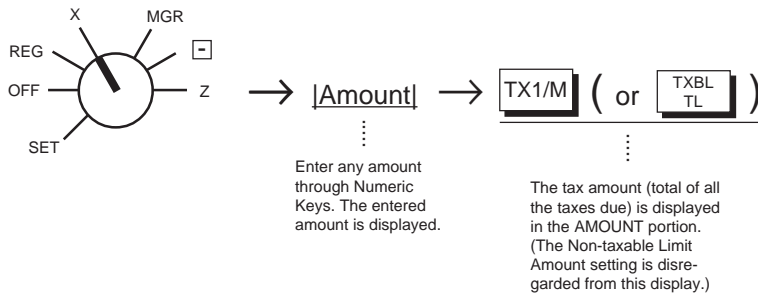 X
MGR
REG
-
OFF
Z
SET
|Amount|
TX1/M ( or TXBL TL )
Enter any amount
through Numeric
Keys. The entered
amount is displayed.
The tax amount (total of all
the taxes due) is displayed
in the AMOUNT portion.
(The Non-taxable Limit
Amount setting is disre-
garded from this display.)